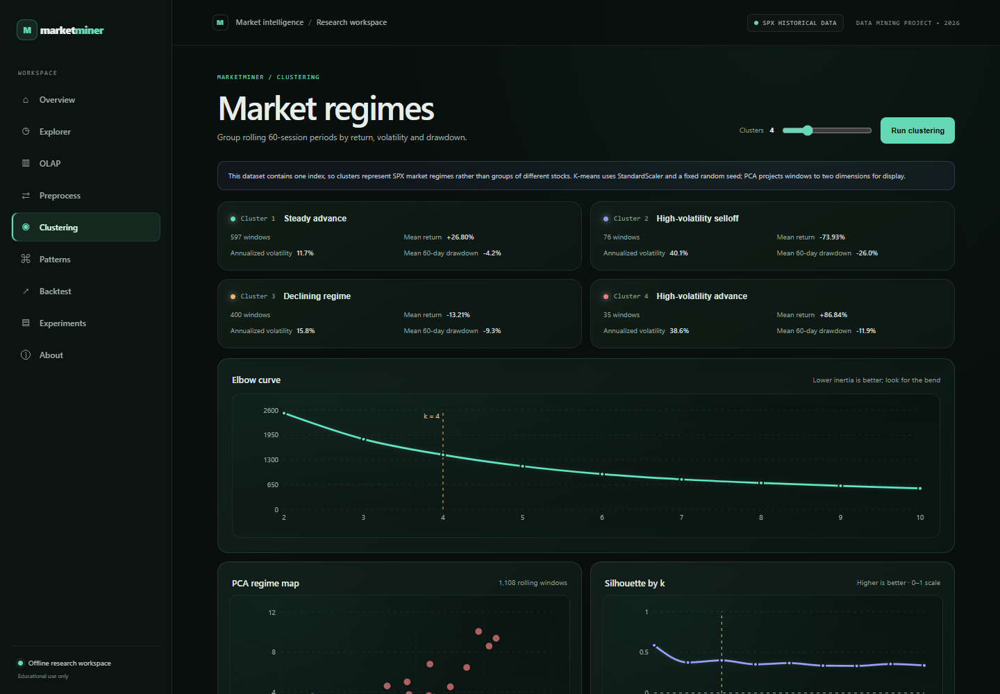 M marketminer
WORKSPACE
Overview
Explorer
OLAP
Preprocess
Clustering
Patterns
Backtest
Experiments
About
Offline research workspace
Educational use only
M Market intelligence / Research workspace
SPX HISTORICAL DATA
DATA MINING PROJECT • 2026
MARKETMINER / CLUSTERING
Market regimes
Group rolling 60-session periods by return, volatility and drawdown.
Clusters 4
Run clustering
This dataset contains one index, so clusters represent SPX market regimes rather than groups of different stocks. K-means uses StandardScaler and a fixed random seed; PCA projects windows to two dimensions for display.
Cluster 1 Steady advance
597 windows Mean return +26.80%
Annualized volatility 11.7% Mean 60-day drawdown -4.2%
Cluster 2 High-volatility selloff
76 windows Mean return -73.93%
Annualized volatility 40.1% Mean 60-day drawdown -26.0%
Cluster 3 Declining regime
400 windows Mean return -13.21%
Annualized volatility 15.8% Mean 60-day drawdown -9.3%
Cluster 4 High-volatility advance
35 windows Mean return +86.84%
Annualized volatility 38.6% Mean 60-day drawdown -11.9%
Elbow curve
Lower inertia is better; look for the bend
2600
k = 4
1950
1300
650
0
2 3 4 5 6 7 8 9 10
PCA regime map
1,108 rolling windows
12
8
4
Silhouette by k
Higher is better · 0–1 scale
1
0.5
0